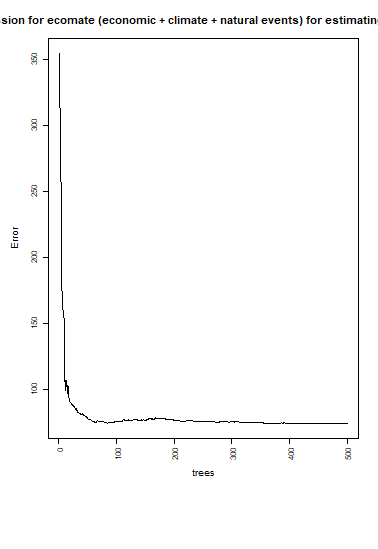 sion for ecomate (economic + climate + natural events) for estimating
Error
350
300
250
200
150
100
0 100 200 300 400 500
trees